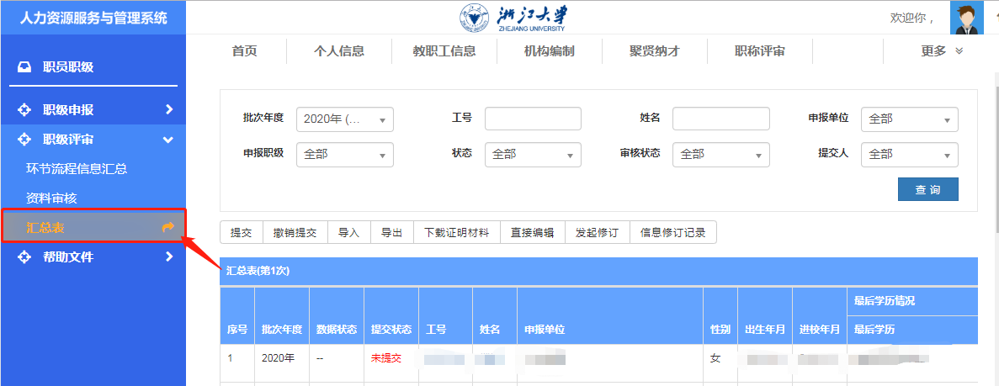 人力资源服务与管理系统
浙江大学
ZHEJIANG UNIVERSITY
欢迎你，
首页 个人信息 教职工信息 机构编制 聚贤纳才 职称评审 更多
职员职级
职级申报
职级评审
环节流程信息汇总
资料审核
汇总表
帮助文件
批次年度 2020年 (... 工号 姓名 申报单位 全部
申报职级 全部 状态 全部 审核状态 全部 提交人 全部
查 询
提交 撤销提交 导入 导出 下载证明材料 直接编辑 发起修订 信息修订记录
汇总表(第1次)
最后学历情况
序号 批次年度 数据状态 提交状态 工号 姓名 申报单位 性别 出生年月 进校年月 最后学历
1 2020年 -- 未提交 女